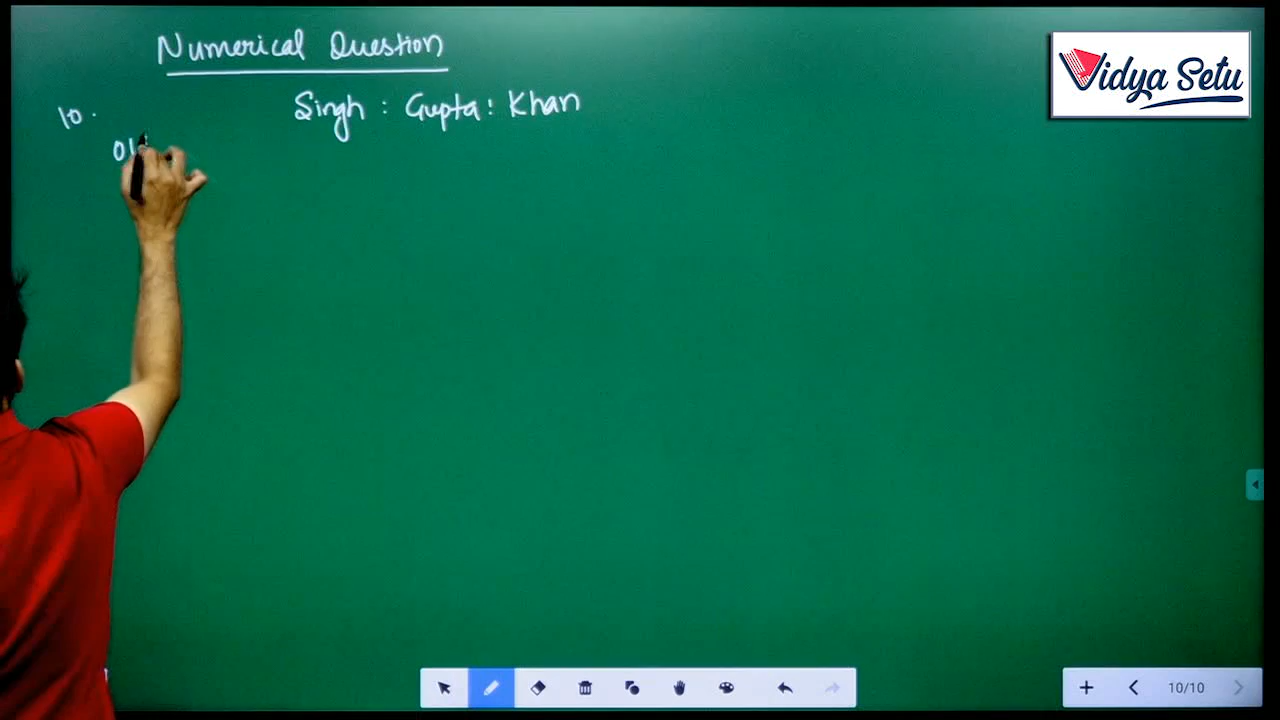 Numerical Question
Vidya Setu
10. Singh : Gupta : Khan
10/10